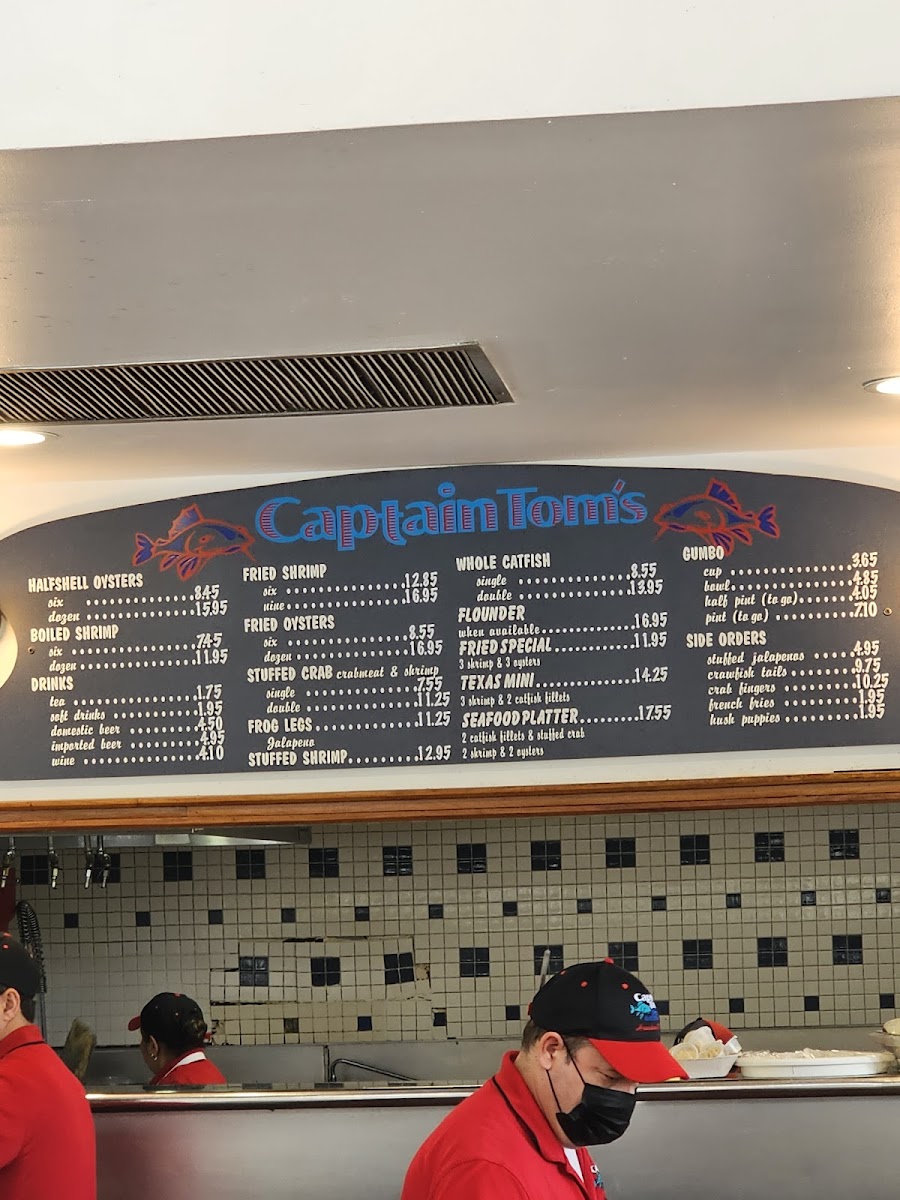 Captain Tom's
HALFSHELL OYSTERS
six ............ 8.45
dozen ............ 15.95
BOILED SHRIMP
six ............ 7.45
dozen ............ 11.95
DRINKS
tea ............ 1.75
soft drinks ............ 1.95
domestic beer ............ 4.50
imported beer ............ 4.95
wine ............ 4.10
FRIED SHRIMP
six ............ 12.85
nine ............ 16.95
FRIED OYSTERS
six ............ 8.55
dozen ............ 16.95
STUFFED CRAB crabmeat & shrimp
single ............ 7.55
double ............ 11.25
FROG LEGS ............ 11.25
Jalapeno
STUFFED SHRIMP ............ 12.95
WHOLE CATFISH
single ............ 8.55
double ............ 13.95
FLOUNDER
when available ............ 16.95
FRIED SPECIAL ............ 11.95
3 shrimp & 3 oysters
TEXAS MINI ............ 14.25
3 shrimp & 2 catfish fillets
SEAFOOD PLATTER ............ 17.55
2 catfish fillets & stuffed crab
2 shrimp & 2 oysters
GUMBO
cup ............ 3.65
bowl ............ 4.85
half pint (to go) ............ 4.05
pint (to go) ............ 7.10
SIDE ORDERS
stuffed jalapenos ............ 4.95
crawfish tails ............ 9.75
crab fingers ............ 10.25
french fries ............ 1.95
hush puppies ............ 1.95